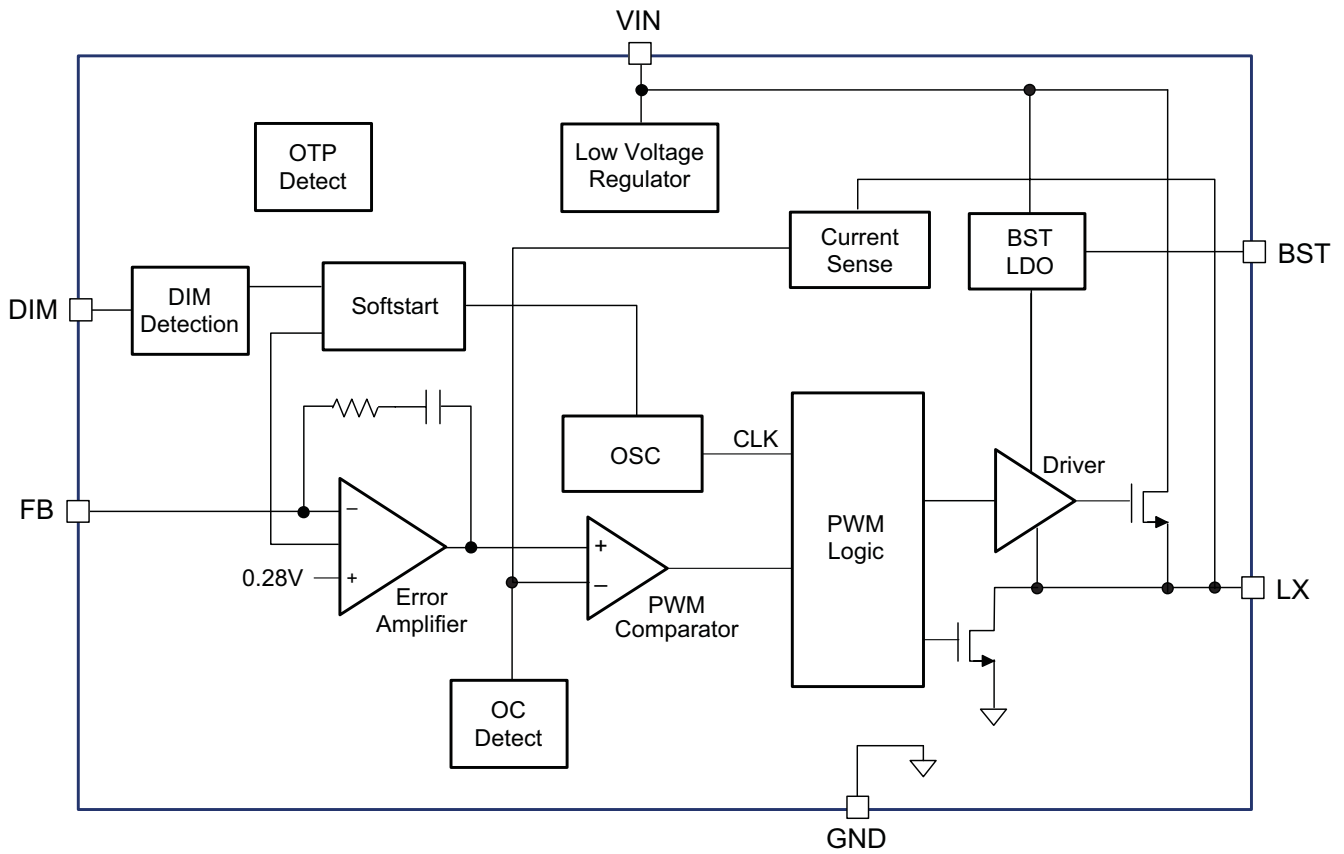 VIN
OTP
Detect
Low Voltage
Regulator
Current
Sense
BST
LDO
BST
DIM
DIM
Detection
Softstart
OSC
CLK
Driver
FB
−
+
0.28V
Error
Amplifier
+
−
PWM
Comparator
PWM
Logic
LX
OC
Detect
GND